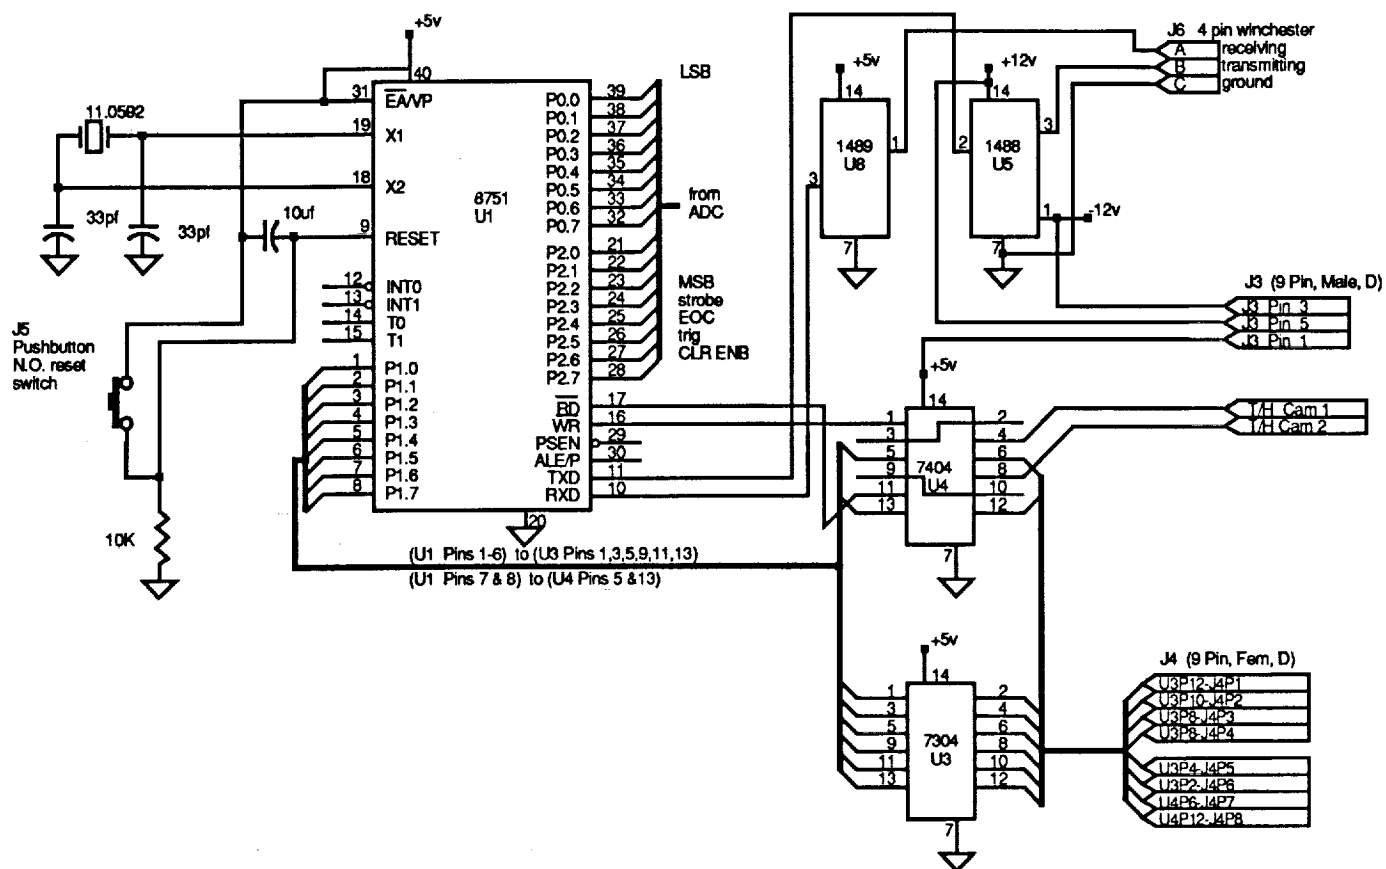 +5v
40
31
EA/VP
11.0592
19
X1
18
X2
33pf
33pf
10uf
9
RESET
8751
U1
12
INT0
13
INT1
14
T0
15
T1
1
P1.0
2
P1.1
3
P1.2
4
P1.3
5
P1.4
6
P1.5
7
P1.6
8
P1.7
J5
Pushbutton
N.O. reset
switch
10K
P0.0
39
P0.1
38
P0.2
37
P0.3
36
P0.4
35
P0.5
34
P0.6
33
P0.7
32
P2.0
21
P2.1
22
P2.2
23
P2.3
24
P2.4
25
P2.5
26
P2.6
27
P2.7
28
RD
17
WR
16
PSEN
29
ALE/P
30
TXD
11
RXD
10
20
LSB
from
ADC
MSB
strobe
EOC
trig
CLR ENB
(U1 Pins 1-6) to (U3 Pins 1,3,5,9,11,13)
(U1 Pins 7 & 8) to (U4 Pins 5 &13)
+5v
14
1489
U8
1
3
7
+12v
14
1488
U5
2
3
1
-12v
7
J6 4 pin winchester
A receiving
B transmitting
C ground
J3 (9 Pin, Male, D)
J3 Pin 3
J3 Pin 5
J3 Pin 1
+5v
14
7404
U4
1
3
5
9
11
13
2
4
6
8
10
12
7
T/H Cam 1
T/H Cam 2
+5v
14
7304
U3
1
3
5
9
11
13
2
4
6
8
10
12
7
J4 (9 Pin, Fem, D)
U3P12-J4P1
U3P10-J4P2
U3P8-J4P3
U3P8-J4P4
U3P4-J4P5
U3P2-J4P6
U4P6-J4P7
U4P12-J4P8